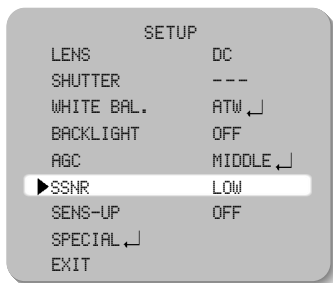 SETUP
LENS DC
SHUTTER ---
WHITE BAL. ATW↵
BACKLIGHT OFF
AGC MIDDLE↵
▶SSNR LOW
SENS-UP OFF
SPECIAL↵
EXIT